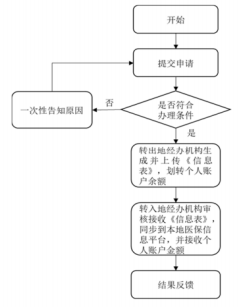 开始
提交申请
一次性告知原因
否
是否符合
办理条件
是
转出地经办机构生
成并上传《信息
表》，划转个人账
户余额
转入地经办机构审
核接收《信息表》，
同步到本地医保信
息平台，并接收个
人账户金额
结果反馈